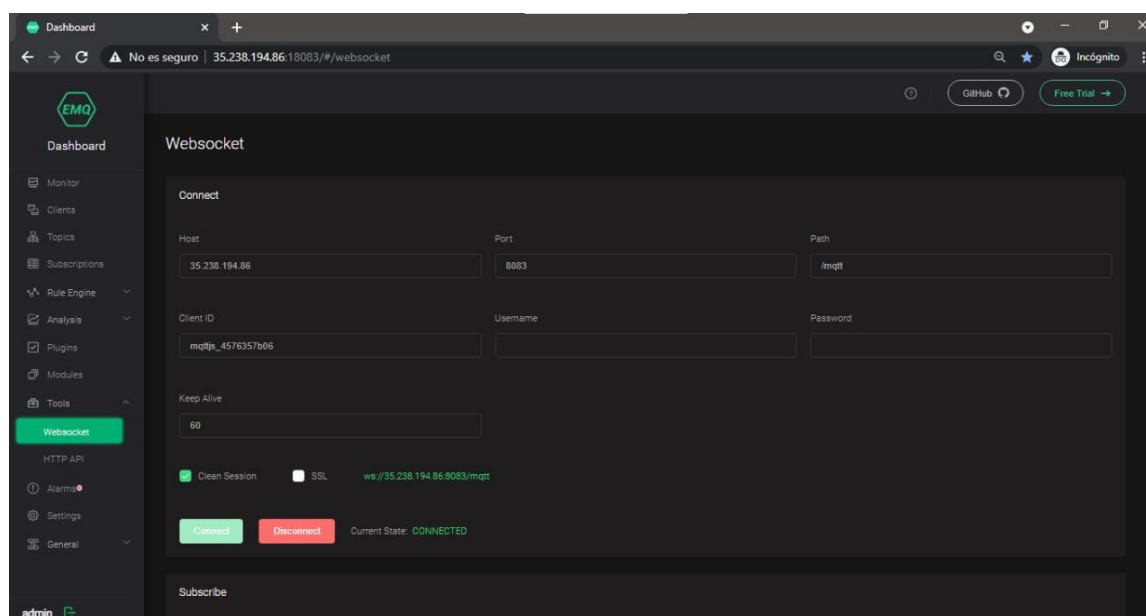 Dashboard
No es seguro | 35.238.194.86:18083/#/websocket
Incógnito
EMQ
Dashboard
GitHub
Free Trial →
Monitor
Clients
Topics
Subscriptions
Rule Engine
Analysis
Plugins
Modules
Tools
Websocket
HTTP API
Alarms
Settings
General
admin
Websocket
Connect
Host
Port
Path
35.238.194.86
8083
/mqtt
Client ID
Username
Password
mqttjs_4576357b06
Keep Alive
60
Clean Session
SSL
ws://35.238.194.86:8083/mqtt
Connect
Disconnect
Current State: CONNECTED
Subscribe